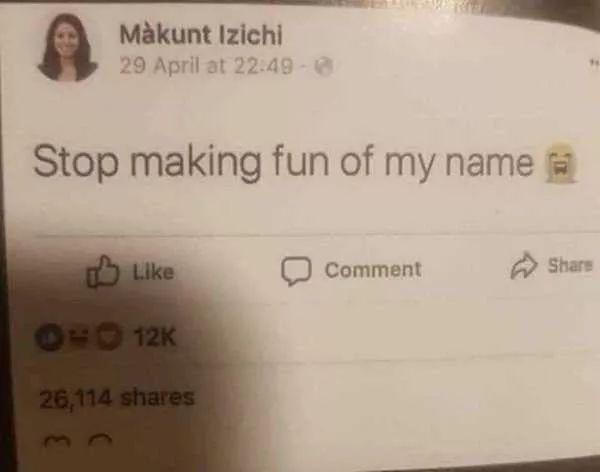 Màkunt Izichi
29 April at 22:49
Stop making fun of my name 😭
Like Comment Share
12K
26,114 shares